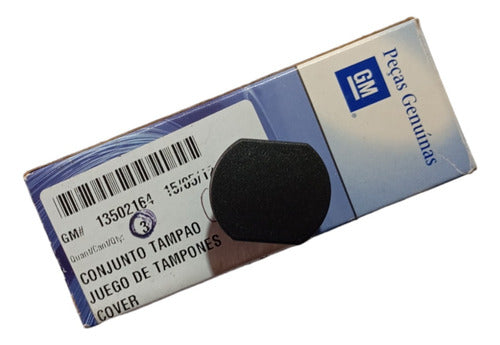 GM
®
Peças Genuínas
GM# 13502164 15/05/1
Quant/Cant/Qty: 3
CONJUNTO TAMPAO
JUEGO DE TAMPONES
COVER